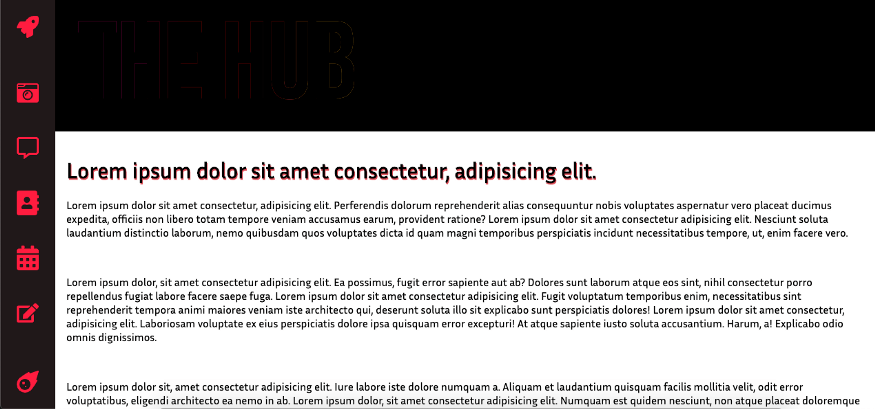 THE HUB
Lorem ipsum dolor sit amet consectetur, adipisicing elit.
Lorem ipsum dolor sit amet consectetur, adipisicing elit. Perferendis dolorum reprehenderit alias consequuntur nobis voluptates aspernatur vero placeat ducimus
expedita, officiis non libero totam tempore veniam accusamus earum, provident ratione? Lorem ipsum dolor sit amet consectetur adipisicing elit. Nesciunt soluta
laudantium distinctio laborum, nemo quibusdam quos voluptates dicta id quam magni temporibus perspiciatis incidunt necessitatibus tempore, ut, enim facere vero.
Lorem ipsum dolor, sit amet consectetur adipisicing elit. Ea possimus, fugit error sapiente aut ab? Dolores sunt laborum atque eos sint, nihil consectetur porro
repellendus fugiat labore facere saepe fuga. Lorem ipsum dolor sit amet consectetur adipisicing elit. Fugit voluptatum temporibus enim, necessitatibus sint
reprehenderit tempora animi maiores veniam iste architecto qui, deserunt soluta illo sit explicabo sunt perspiciatis dolores! Lorem ipsum dolor sit amet consectetur,
adipisicing elit. Laboriosam voluptate ex eius perspiciatis dolore ipsa quisquam error excepturi! At atque sapiente iusto soluta accusantium. Harum, a! Explicabo odio
omnis dignissimos.
Lorem ipsum dolor sit, amet consectetur adipisicing elit. Iure labore iste dolore numquam a. Aliquam et laudantium quisquam facilis mollitia velit, odit error
voluptatibus, eligendi architecto ea nemo in ab. Lorem ipsum dolor sit amet consectetur adipisicing elit. Numquam est quidem nesciunt, non atque placeat doloremque